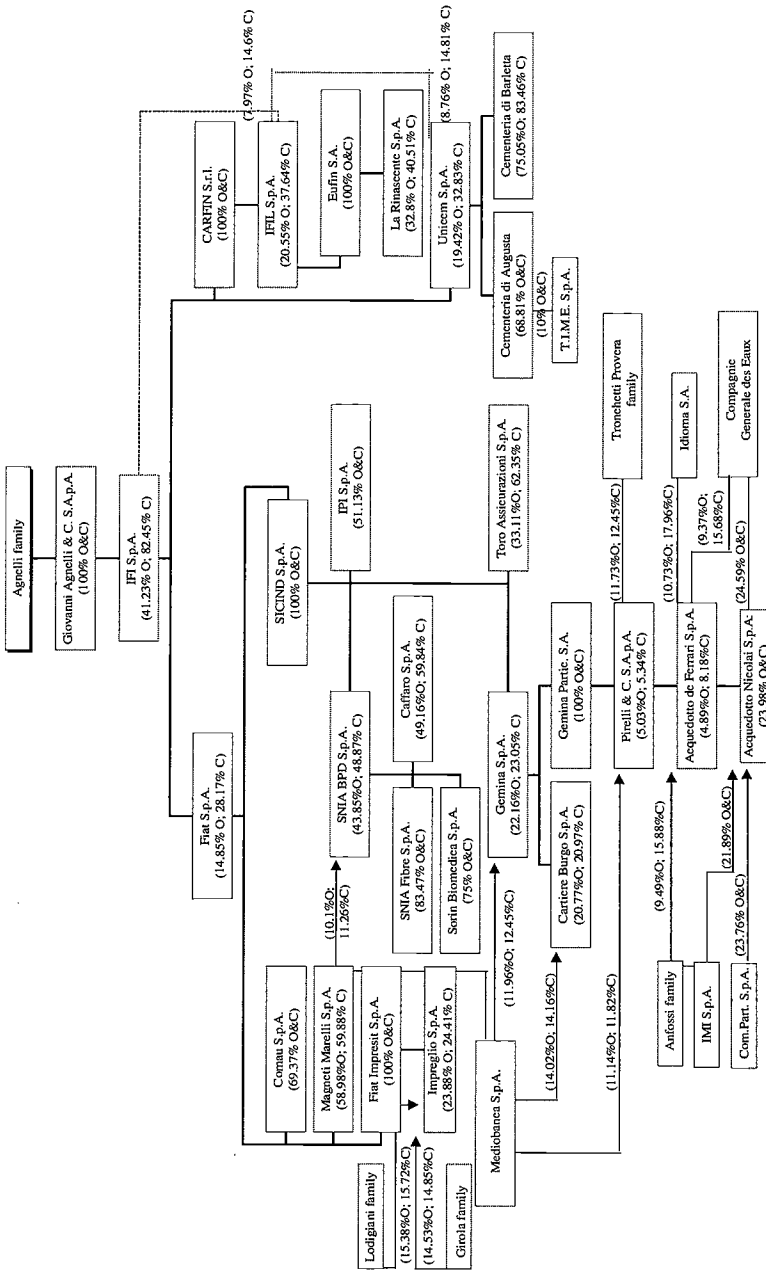 Agnelli family
Giovanni Agnelli & C. S.Ap.A.
(100% O&C)
IFI S.p.A.
(41.23% O; 82.45% C)
Fiat S.p.A.
(14.85% O; 28.17% C)
CARFIN S.r.l.
(100% O&C)
(7.97% O; 14.6% C)
IFIL S.p.A.
(20.55% O; 37.64% C)
Eufin S.A.
(100% O&C)
La Rinascente S.p.A.
(32.8% O; 40.51% C)
(8.76% O; 14.81% C)
Unicem S.p.A.
(19.42% O; 32.83% C)
Cementeria di Augusta
(68.81% O&C)
Cementeria di Barletta
(75.05%O; 83.46% C)
(10% O&C)
T.I.M.E. S.p.A.
SICIND S.p.A.
(100% O&C)
IPI S.p.A.
(51.13% O&C)
Comau S.p.A.
(69.37% O&C)
Magneti Marelli S.p.A.
(58.98%O; 59.88% C)
(10.1%O;
11.26%C)
SNIA BPD S.p.A.
(43.85%O; 48.87% C)
Caffaro S.p.A.
(49.16%O; 59.84% C)
SNIA Fibre S.p.A.
(83.47% O&C)
Sorin Biomedica S.p.A.
(75% O&C)
Fiat Impresit S.p.A.
(100% O&C)
Lodigiani family
(15.38%O; 15.72%C)
Impreglio S.p.A.
(23.88% O; 24.41% C)
(14.53%O; 14.85%C)
Girola family
Toro Assicurazioni S.p.A.
(33.11%O; 62.35% C)
Mediobanca S.p.A.
(11.96%O; 12.45%C)
Gemina S.p.A.
(22.16%O; 23.05% C)
(14.02%O; 14.16%C)
Cartiere Burgo S.p.A.
(20.77%O; 20.97% C)
Gemina Partic. S.A.
(100% O&C)
Tronchetti Provera
family
(11.14%O; 11.82%C)
Pirelli & C. S.A.p.A.
(5.03%O; 5.34% C)
(11.73%O; 12.45%C)
Idioma S.A.
Anfossi family
(9.49%O; 15.88%C)
Acquedotto de Ferrari S.p.A.
(4.89%O; 8.18%C)
(10.73%O; 17.96%C)
(9.37%O;
15.68%C)
Compagnie
Generale des Eaux
IMI S.p.A.
(21.89% O&C)
Com.Part. S.p.A.
(23.76% O&C)
Acquedotto Nicolai S.p.A:
(23.98% O&C)
(24.59% O&C)